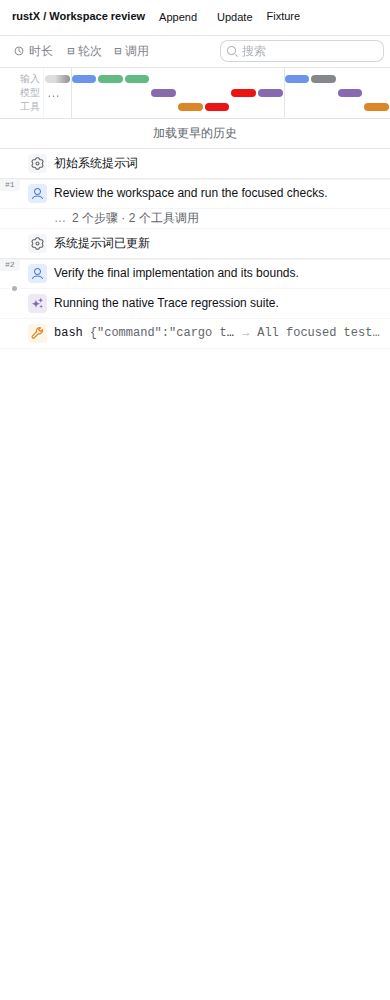 rustX / Workspace review Append Update Fixture
时长 轮次 调用 搜索
输入
模型 ...
工具
加载更早的历史
初始系统提示词
#1 Review the workspace and run the focused checks.
... 2 个步骤 · 2 个工具调用
系统提示词已更新
#2 Verify the final implementation and its bounds.
Running the native Trace regression suite.
bash {"command":"cargo t… → All focused test…